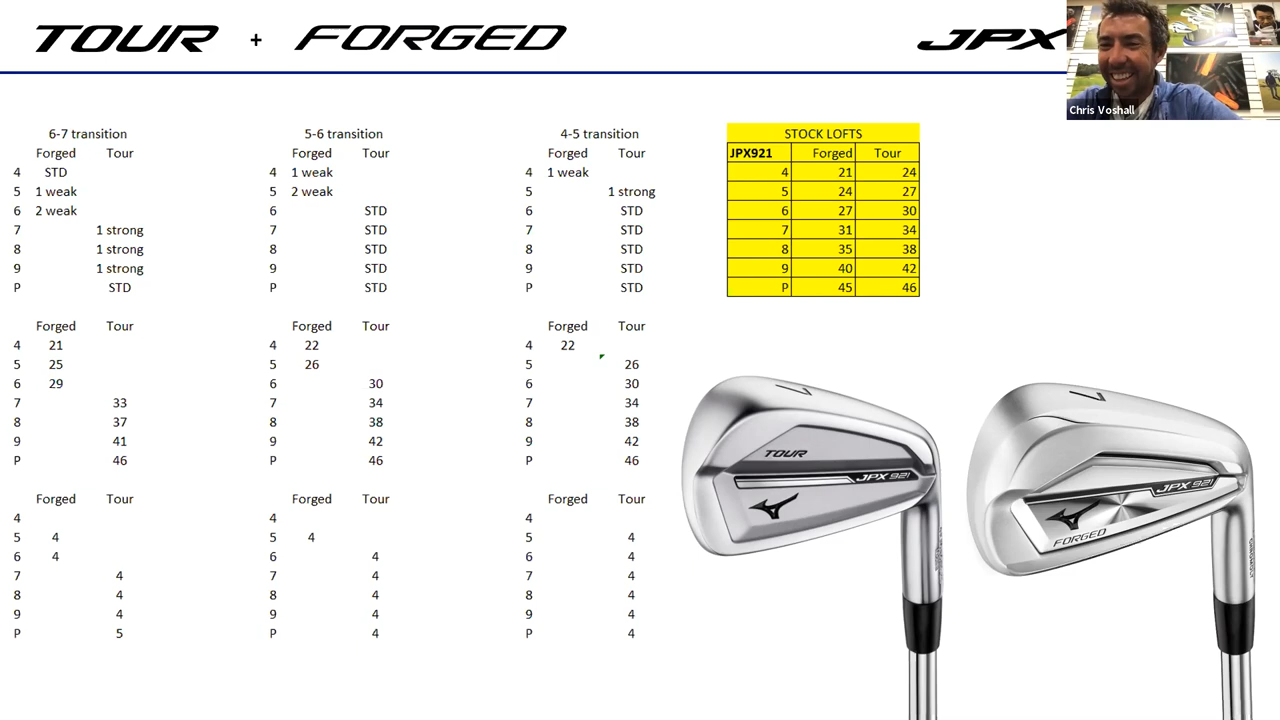 TOUR + FORGED
JPX
Chris Voshall
6-7 transition
Forged Tour
4 STD
5 1 weak
6 2 weak
7 1 strong
8 1 strong
9 1 strong
P STD
Forged Tour
4 21
5 25
6 29
7 33
8 37
9 41
P 46
Forged Tour
4
5 4
6 4
7 4
8 4
9 4
P 5
5-6 transition
Forged Tour
4 1 weak
5 2 weak
6 STD
7 STD
8 STD
9 STD
P STD
Forged Tour
4 22
5 26
6 30
7 34
8 38
9 42
P 46
Forged Tour
4
5 4
6 4
7 4
8 4
9 4
P 4
4-5 transition
Forged Tour
4 1 weak
5 1 strong
6 STD
7 STD
8 STD
9 STD
P STD
Forged Tour
4 22
5 26
6 30
7 34
8 38
9 42
P 46
Forged Tour
4
5 4
6 4
7 4
8 4
9 4
P 4
STOCK LOFTS
JPX921 Forged Tour
4 21 24
5 24 27
6 27 30
7 31 34
8 35 38
9 40 42
P 45 46
7
TOUR
JPX 921
7
JPX 921
FORGED